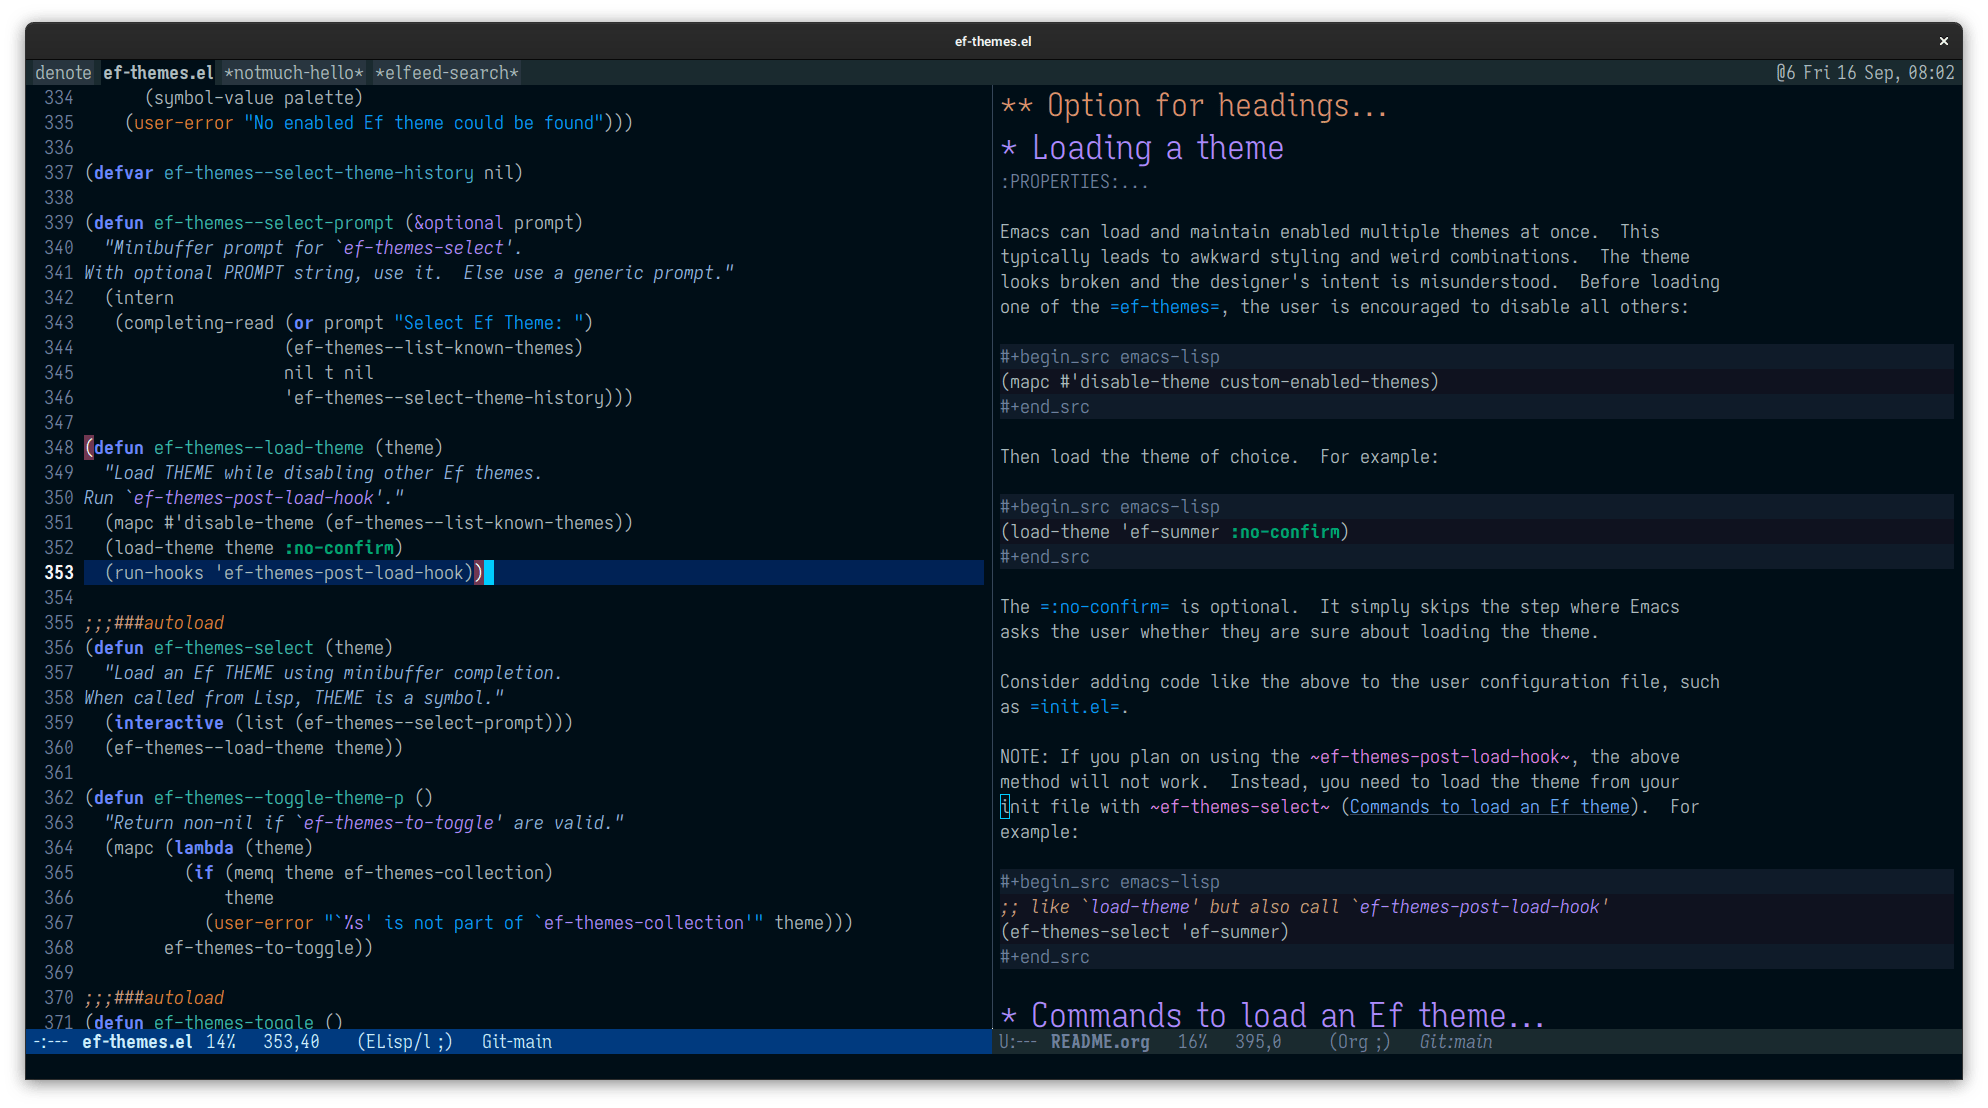 ef-themes.el
×
denote ef-themes.el *notmuch-hello* *elfeed-search*
@6 Fri 16 Sep, 08:02
334       (symbol-value palette)
335     (user-error "No enabled Ef theme could be found")))
336
337 (defvar ef-themes--select-theme-history nil)
338
339 (defun ef-themes--select-prompt (&optional prompt)
340   "Minibuffer prompt for `ef-themes-select'.
341 With optional PROMPT string, use it.  Else use a generic prompt."
342   (intern
343    (completing-read (or prompt "Select Ef Theme: ")
344                     (ef-themes--list-known-themes)
345                     nil t nil
346                     'ef-themes--select-theme-history)))
347
348 (defun ef-themes--load-theme (theme)
349   "Load THEME while disabling other Ef themes.
350 Run `ef-themes-post-load-hook'."
351   (mapc #'disable-theme (ef-themes--list-known-themes))
352   (load-theme theme :no-confirm)
353   (run-hooks 'ef-themes-post-load-hook))
354
355 ;;;###autoload
356 (defun ef-themes-select (theme)
357   "Load an Ef THEME using minibuffer completion.
358 When called from Lisp, THEME is a symbol."
359   (interactive (list (ef-themes--select-prompt)))
360   (ef-themes--load-theme theme))
361
362 (defun ef-themes--toggle-theme-p ()
363   "Return non-nil if `ef-themes-to-toggle' are valid."
364   (mapc (lambda (theme)
365           (if (memq theme ef-themes-collection)
366               theme
367             (user-error "`%s' is not part of `ef-themes-collection'" theme)))
368         ef-themes-to-toggle))
369
370 ;;;###autoload
371 (defun ef-themes-toggle ()
-:---  ef-themes.el  14%   353,40    (ELisp/l ;)   Git-main
** Option for headings...
* Loading a theme
:PROPERTIES:...
Emacs can load and maintain enabled multiple themes at once.  This
typically leads to awkward styling and weird combinations.  The theme
looks broken and the designer's intent is misunderstood.  Before loading
one of the =ef-themes=, the user is encouraged to disable all others:
#+begin_src emacs-lisp
(mapc #'disable-theme custom-enabled-themes)
#+end_src
Then load the theme of choice.  For example:
#+begin_src emacs-lisp
(load-theme 'ef-summer :no-confirm)
#+end_src
The =:no-confirm= is optional.  It simply skips the step where Emacs
asks the user whether they are sure about loading the theme.
Consider adding code like the above to the user configuration file, such
as =init.el=.
NOTE: If you plan on using the ~ef-themes-post-load-hook~, the above
method will not work.  Instead, you need to load the theme from your
init file with ~ef-themes-select~ (Commands to load an Ef theme).  For
example:
#+begin_src emacs-lisp
;; like `load-theme' but also call `ef-themes-post-load-hook'
(ef-themes-select 'ef-summer)
#+end_src
* Commands to load an Ef theme...
U:---  README.org   16%   395,0     (Org ;)   Git:main